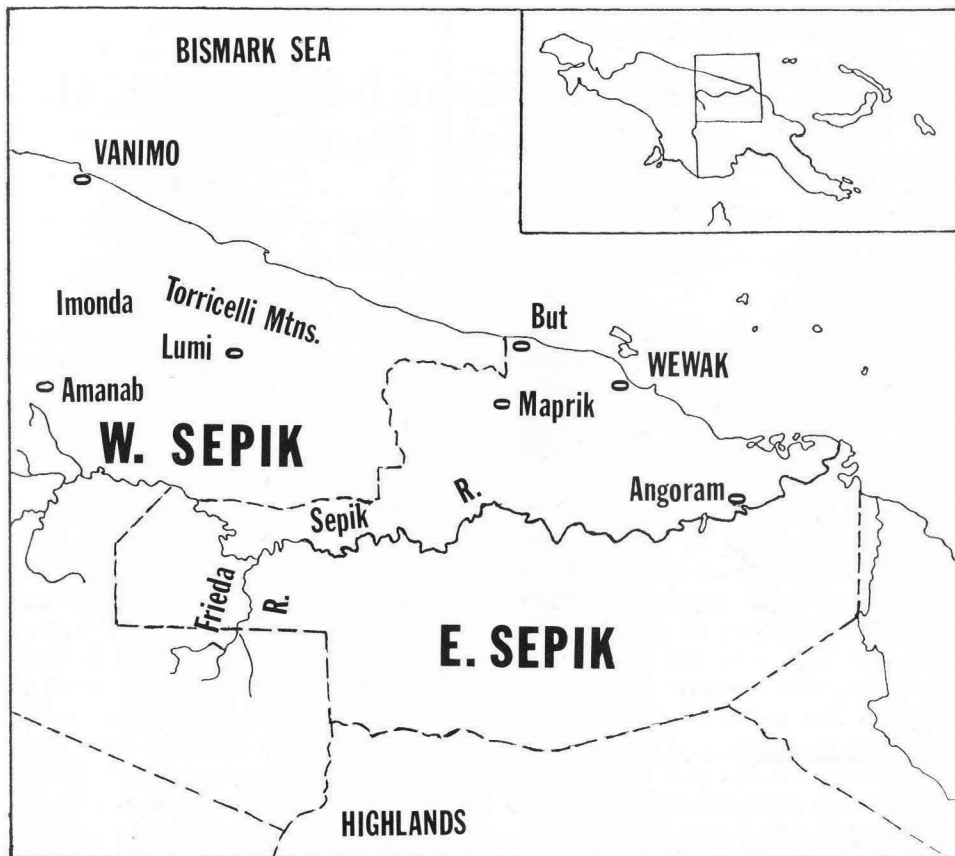 BISMARK SEA
VANIMO
Imonda
Torricelli Mtns.
Lumi
But
WEWAK
Amanab
Maprik
W. SEPIK
Angoram
Sepik R.
Frieda R.
E. SEPIK
HIGHLANDS